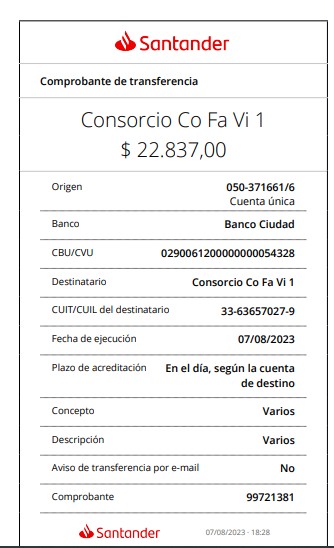 Santander
Comprobante de transferencia
Consorcio Co Fa Vi 1
$ 22.837,00
Origen 050-371661/6
Cuenta única
Banco Banco Ciudad
CBU/CVU 0290061200000000054328
Destinatario Consorcio Co Fa Vi 1
CUIT/CUIL del destinatario 33-63657027-9
Fecha de ejecución 07/08/2023
Plazo de acreditación En el día, según la cuenta
de destino
Concepto Varios
Descripción Varios
Aviso de transferencia por e-mail No
Comprobante 99721381
Santander 07/08/2023 - 18:28